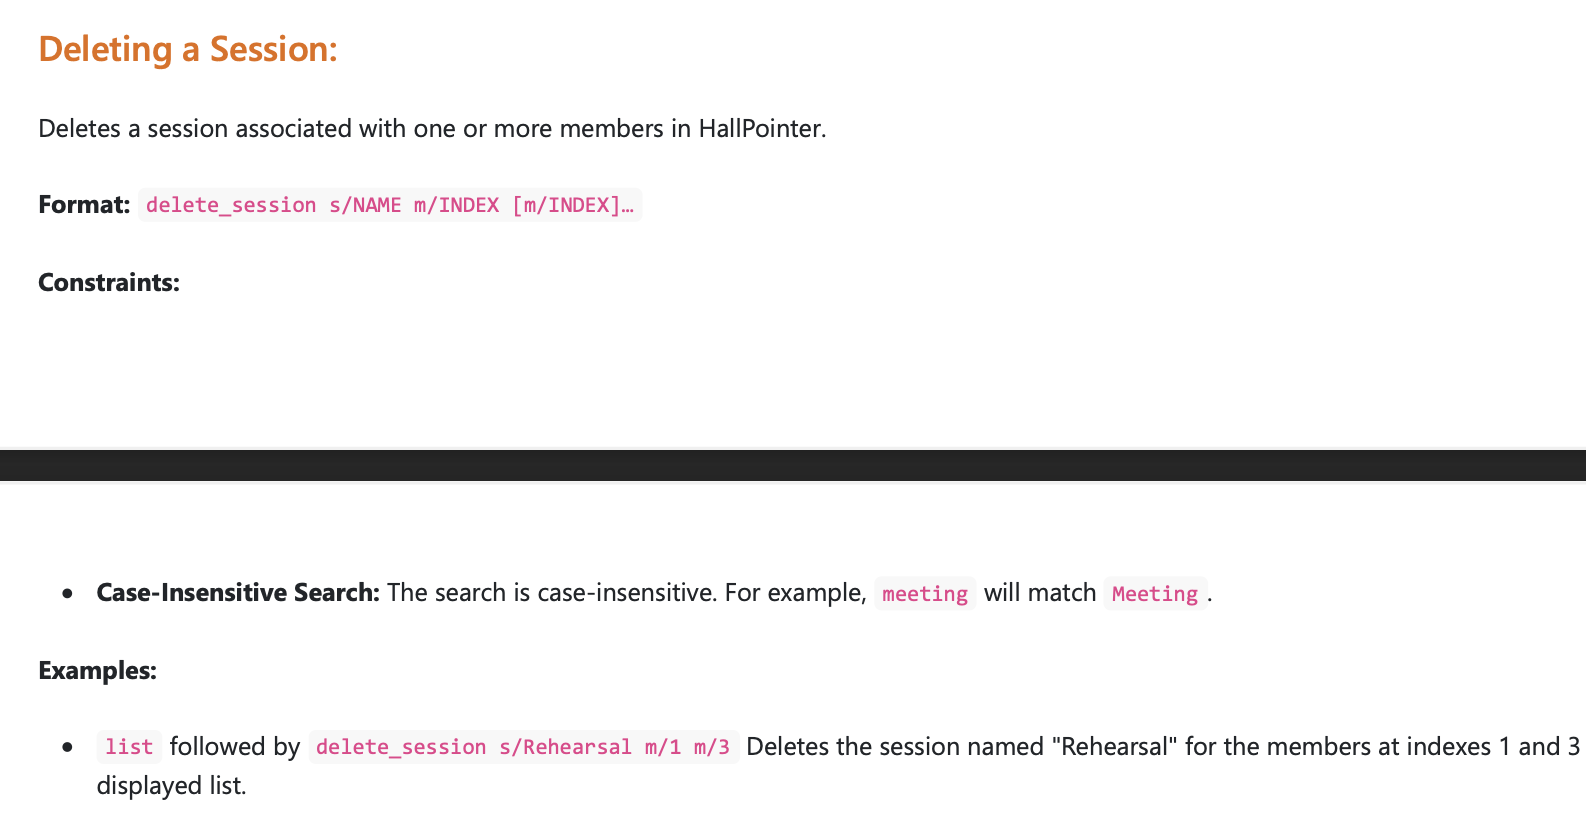 Deleting a Session:
Deletes a session associated with one or more members in HallPointer.
Format: delete_session s/NAME m/INDEX [m/INDEX]…
Constraints:
• Case-Insensitive Search: The search is case-insensitive. For example, meeting will match Meeting .
Examples:
• list followed by delete_session s/Rehearsal m/1 m/3 Deletes the session named "Rehearsal" for the members at indexes 1 and 3
displayed list.